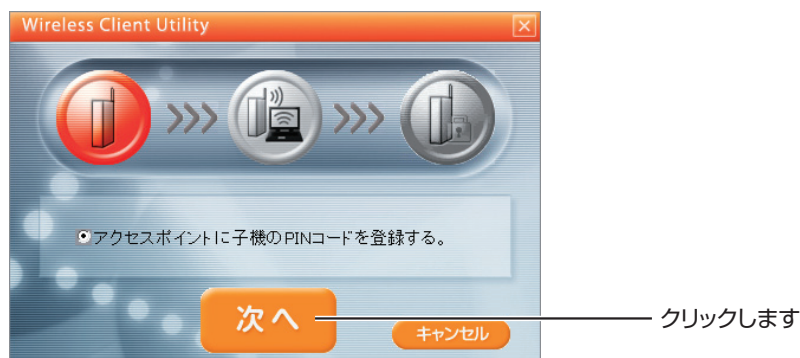 Wireless Client Utility
アクセスポイントに子機のPINコードを登録する。
次へ
クリックします
キャンセル